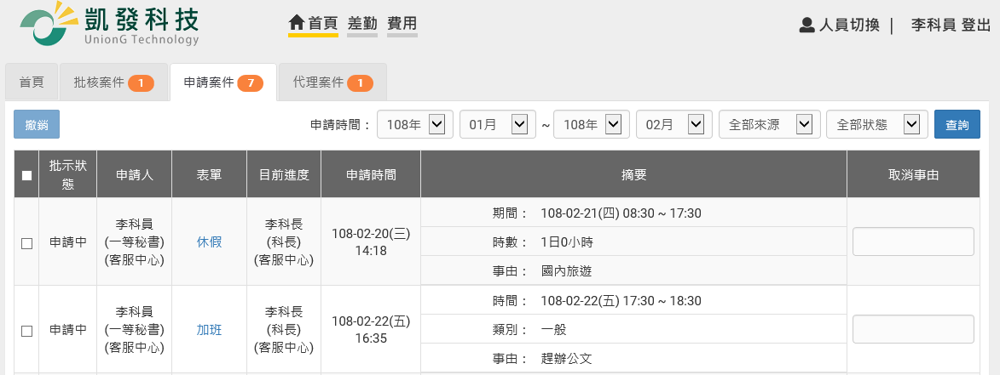 凱發科技
UnionG Technology
首頁 差勤 費用
人員切換 | 李科員 登出
首頁 批核案件 1 申請案件 7 代理案件 1
撤銷 申請時間: 108年 01月 ~ 108年 02月 全部來源 全部狀態 查詢
批示狀態 申請人 表單 目前進度 申請時間 摘要 取消事由
申請中
李科員
(一等秘書)
(客服中心)
休假
李科長
(科長)
(客服中心)
108-02-20(三)
14:18
期間: 108-02-21(四) 08:30 ~ 17:30
時數: 1日0小時
事由: 國內旅遊
申請中
李科員
(一等秘書)
(客服中心)
加班
李科長
(科長)
(客服中心)
108-02-22(五)
16:35
時間: 108-02-22(五) 17:30 ~ 18:30
類別: 一般
事由: 趕辦公文